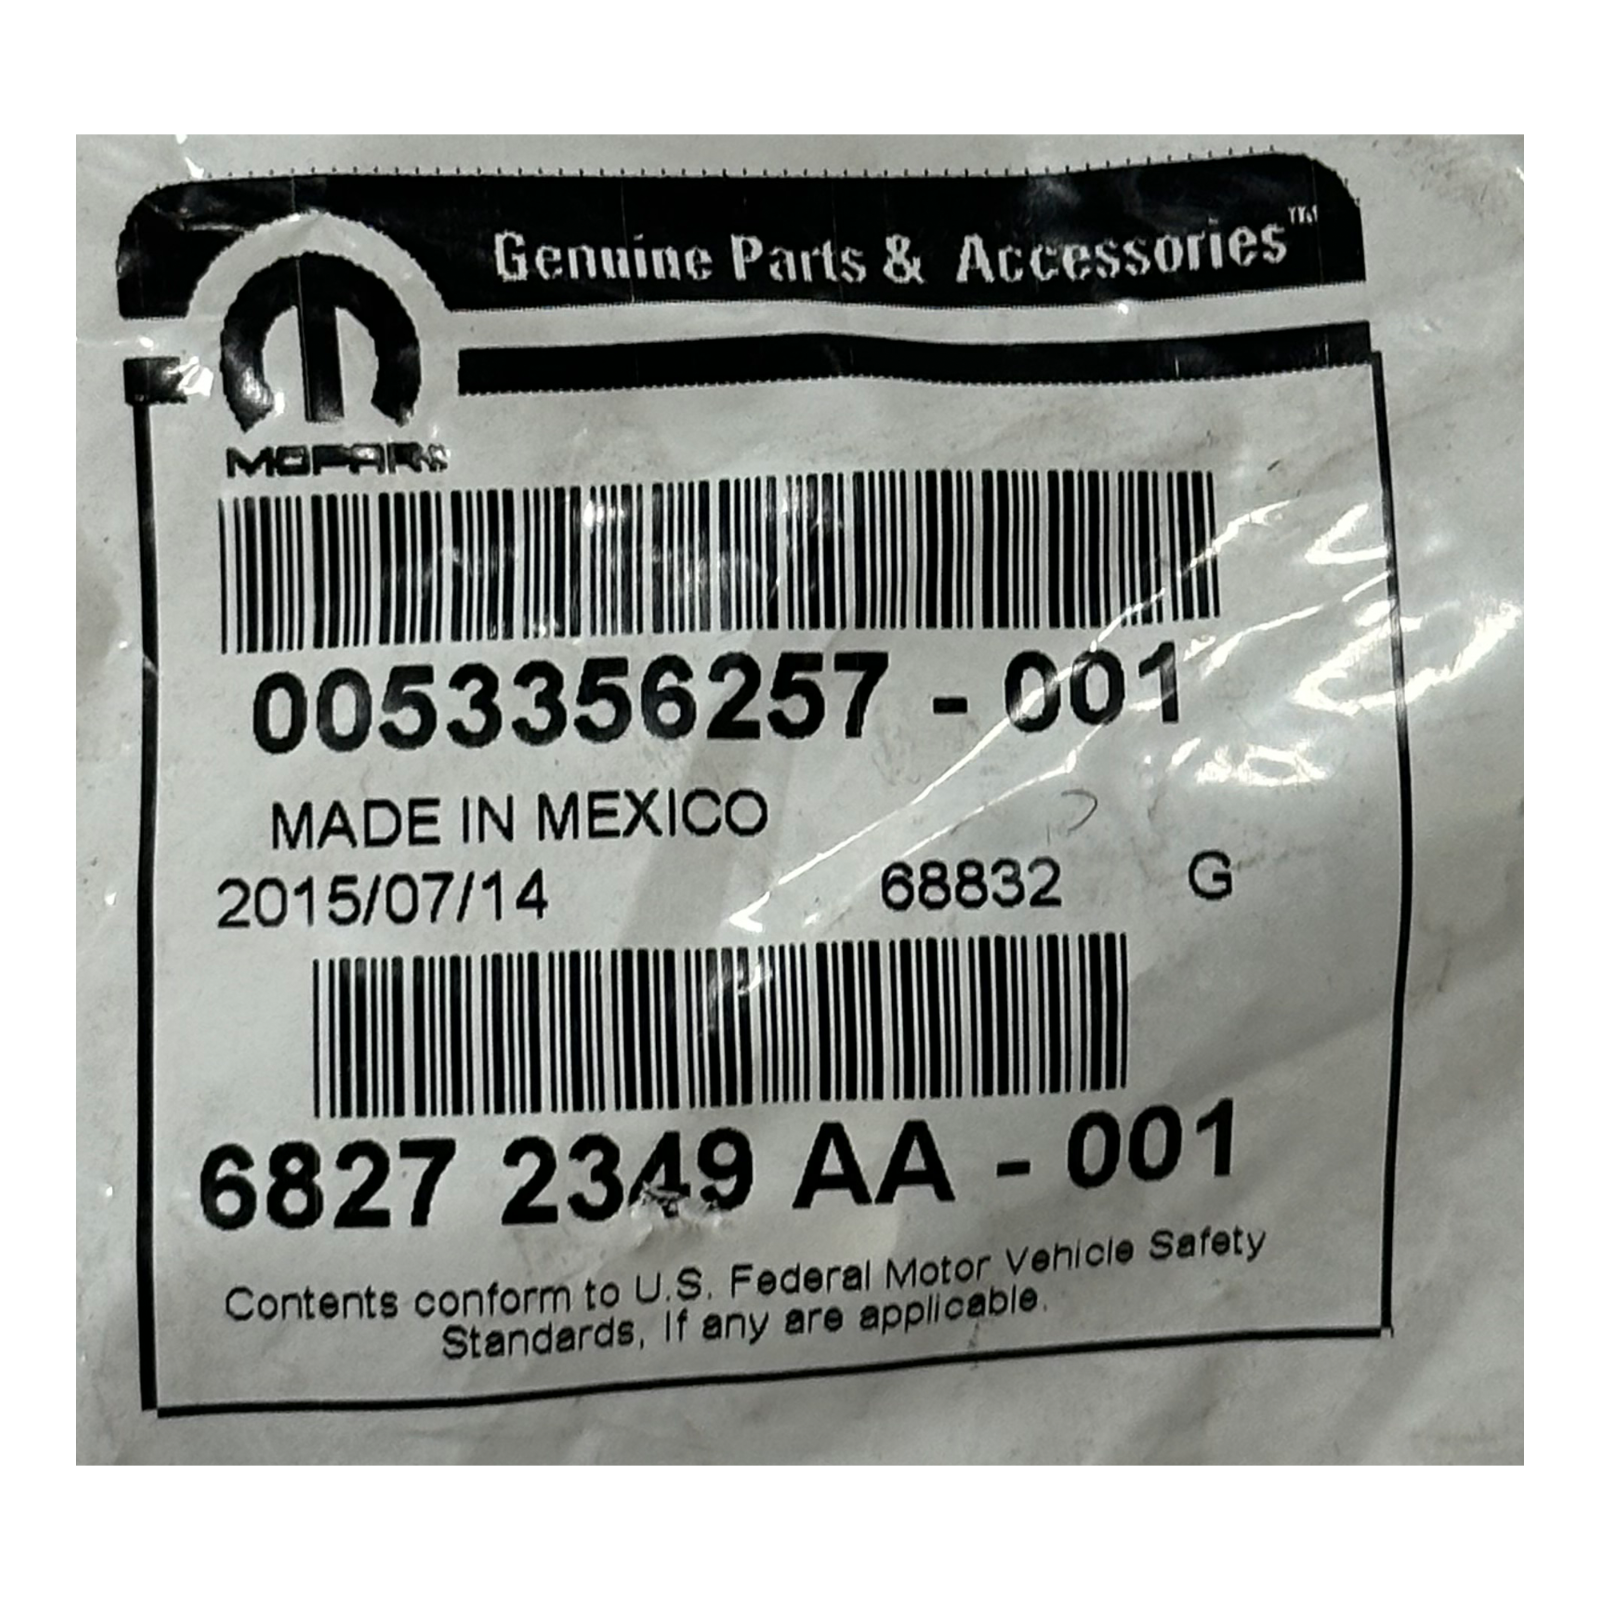 Genuine Parts & Accessories™
MOPAR®
0053356257 - 001
MADE IN MEXICO
2015/07/14 68832 G
6827 2349 AA - 001
Contents conform to U.S. Federal Motor Vehicle Safety
Standards, If any are applicable.